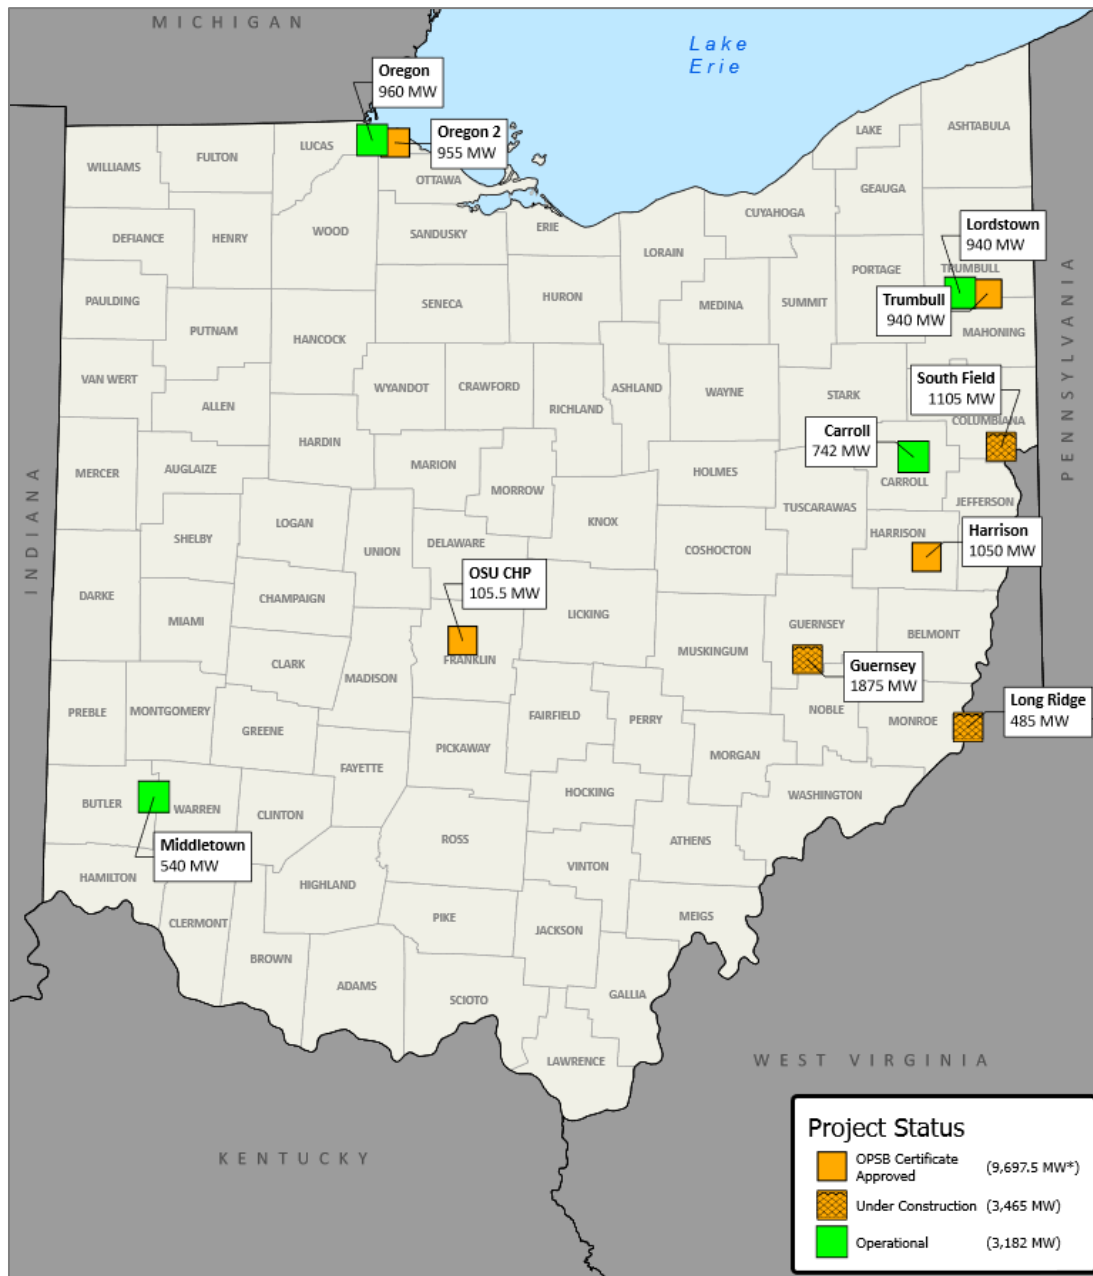 MICHIGAN
Lake
Erie
Oregon
960 MW
Oregon 2
955 MW
LAKE
ASHTABULA
WILLIAMS
FULTON
LUCAS
OTTAWA
GEAUGA
CUYAHOGA
DEFIANCE
HENRY
WOOD
SANDUSKY
ERIE
LORAIN
Lordstown
940 MW
TRUMBULL
PORTAGE
PAULDING
PUTNAM
HANCOCK
SENECA
HURON
MEDINA
SUMMIT
Trumbull
940 MW
MAHONING
PENNSYLVANIA
VAN WERT
ALLEN
WYANDOT
CRAWFORD
RICHLAND
ASHLAND
WAYNE
STARK
South Field
1105 MW
COLUMBIANA
Carroll
742 MW
CARROLL
MERCER
AUGLAIZE
HARDIN
MARION
MORROW
HOLMES
TUSCARAWAS
JEFFERSON
INDIANA
SHELBY
LOGAN
UNION
DELAWARE
KNOX
COSHOCTON
HARRISON
Harrison
1050 MW
OSU CHP
105.5 MW
DARKE
MIAMI
CHAMPAIGN
CLARK
MADISON
FRANKLIN
LICKING
MUSKINGUM
GUERNSEY
BELMONT
Guernsey
1875 MW
PREBLE
MONTGOMERY
GREENE
FAYETTE
PICKAWAY
FAIRFIELD
PERRY
MORGAN
NOBLE
MONROE
Long Ridge
485 MW
BUTLER
WARREN
CLINTON
HOCKING
WASHINGTON
Middletown
540 MW
ROSS
ATHENS
VINTON
HAMILTON
CLERMONT
HIGHLAND
PIKE
JACKSON
MEIGS
BROWN
ADAMS
SCIOTO
GALLIA
LAWRENCE
WEST VIRGINIA
KENTUCKY
Project Status
OPSB Certificate
Approved
(9,697.5 MW*)
Under Construction (3,465 MW)
Operational (3,182 MW)